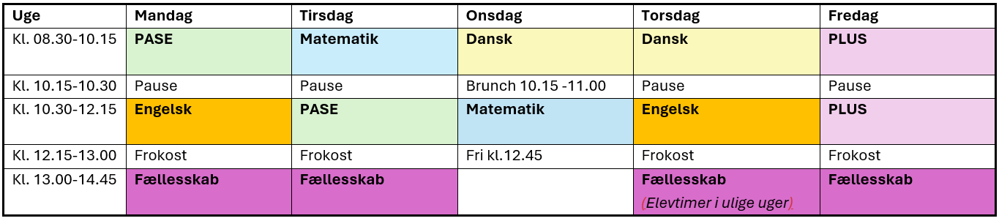 Uge Mandag Tirsdag Onsdag Torsdag Fredag
Kl. 08.30-10.15 PASE Matematik Dansk Dansk PLUS
Kl. 10.15-10.30 Pause Pause Brunch 10.15 -11.00 Pause Pause
Kl. 10.30-12.15 Engelsk PASE Matematik Engelsk PLUS
Kl. 12.15-13.00 Frokost Frokost Fri kl.12.45 Frokost Frokost
Kl. 13.00-14.45 Fællesskab Fællesskab Fællesskab Fællesskab
(Elevtimer i ulige uger)